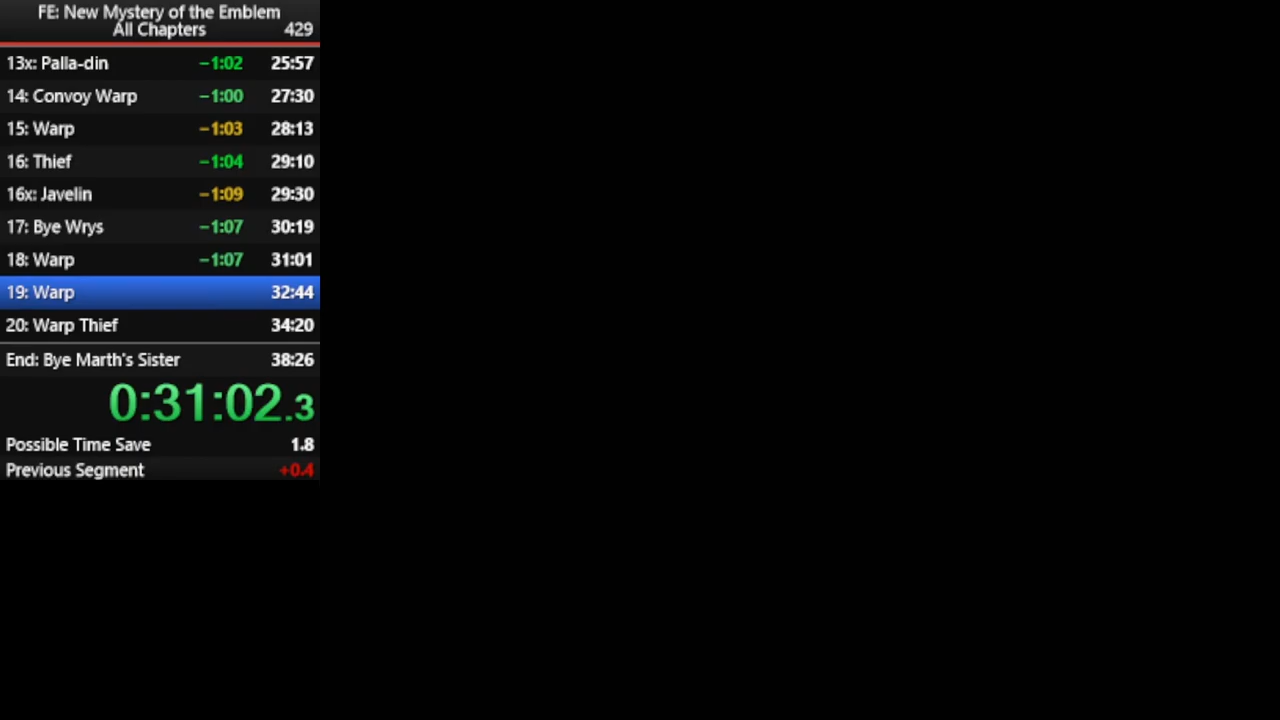 FE: New Mystery of the Emblem
All Chapters 429
13x: Palla-din −1:02 25:57
14: Convoy Warp −1:00 27:30
15: Warp −1:03 28:13
16: Thief −1:04 29:10
16x: Javelin −1:09 29:30
17: Bye Wrys −1:07 30:19
18: Warp −1:07 31:01
19: Warp 32:44
20: Warp Thief 34:20
End: Bye Marth's Sister 38:26
0:31:02.3
Possible Time Save 1.8
Previous Segment +0.4